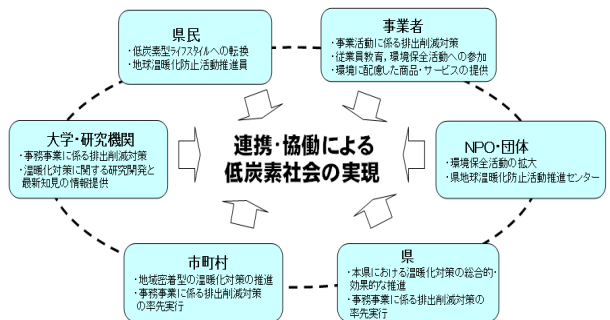 県民
・低炭素型ライフスタイルへの転換
・地球温暖化防止活動推進員
事業者
・事業活動に係る排出削減対策
・従業員教育，環境保全活動への参加
・環境に配慮した商品・サービスの提供
大学・研究機関
・事務事業に係る排出削減対策
・温暖化対策に関する研究開発と
最新知見の情報提供
連携・協働による
低炭素社会の実現
NPO・団体
・環境保全活動の拡大
・県地球温暖化防止活動推進センター
市町村
・地域密着型の温暖化対策の推進
・事務事業に係る排出削減対策
の率先実行
県
・本県における温暖化対策の総合的・
効果的な推進
・事務事業に係る排出削減対策の
率先実行